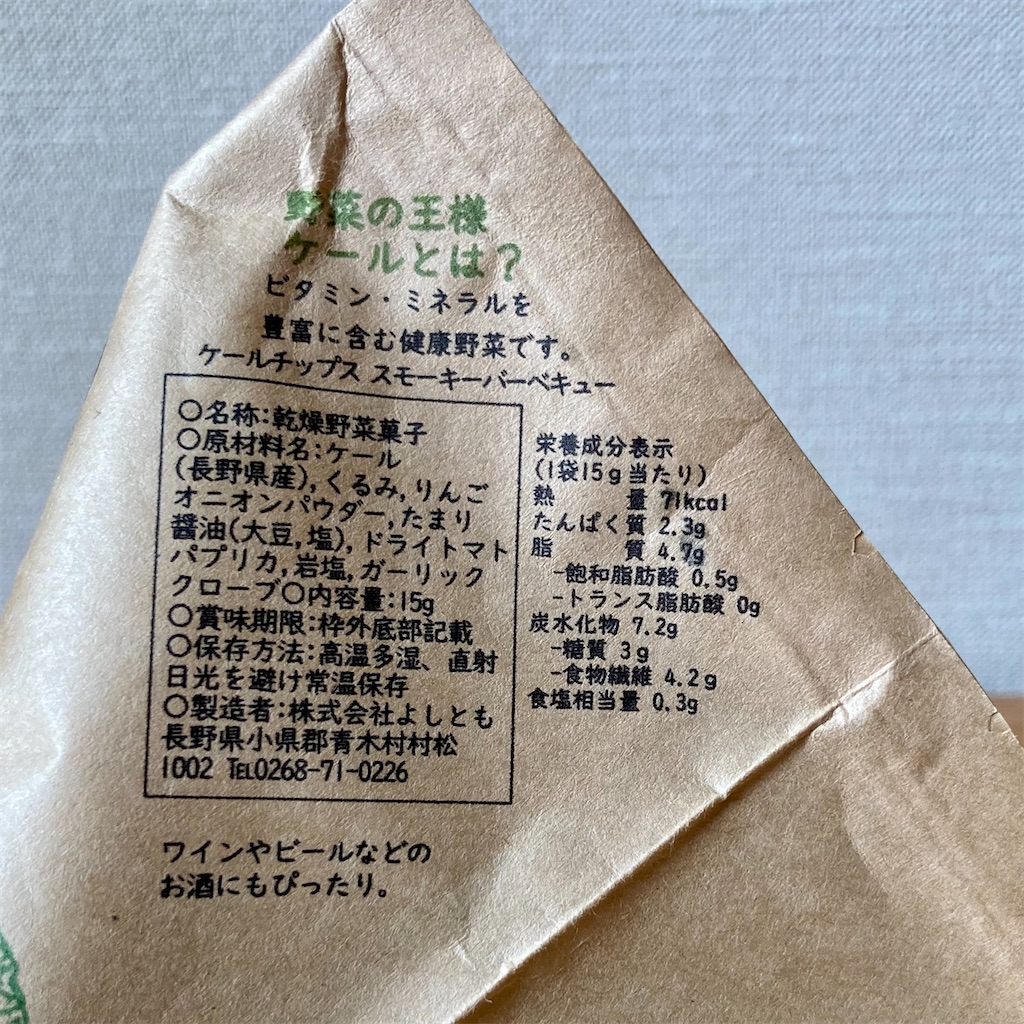 野菜の王様
ケールとは？
ビタミン・ミネラルを
豊富に含む健康野菜です。
ケールチップス スモーキーバーベキュー
〇名称:乾燥野菜菓子
〇原材料名:ケール
(長野県産),くるみ,りんご
オニオンパウダー,たまり
醤油(大豆,塩),ドライトマト
パプリカ,岩塩,ガーリック
クローブ〇内容量:15g
〇賞味期限:枠外底部記載
〇保存方法:高温多湿、直射
日光を避け常温保存
〇製造者:株式会社よしとも
長野県小県郡青木村村松
1002 ℡0268-71-0226
栄養成分表示
(1袋15g当たり)
熱　　量 71kcal
たんぱく質 2.3g
脂　　質 4.7g
-飽和脂肪酸 0.5g
-トランス脂肪酸 0g
炭水化物 7.2g
-糖質 3g
-食物繊維 4.2g
食塩相当量 0.3g
ワインやビールなどの
お酒にもぴったり。